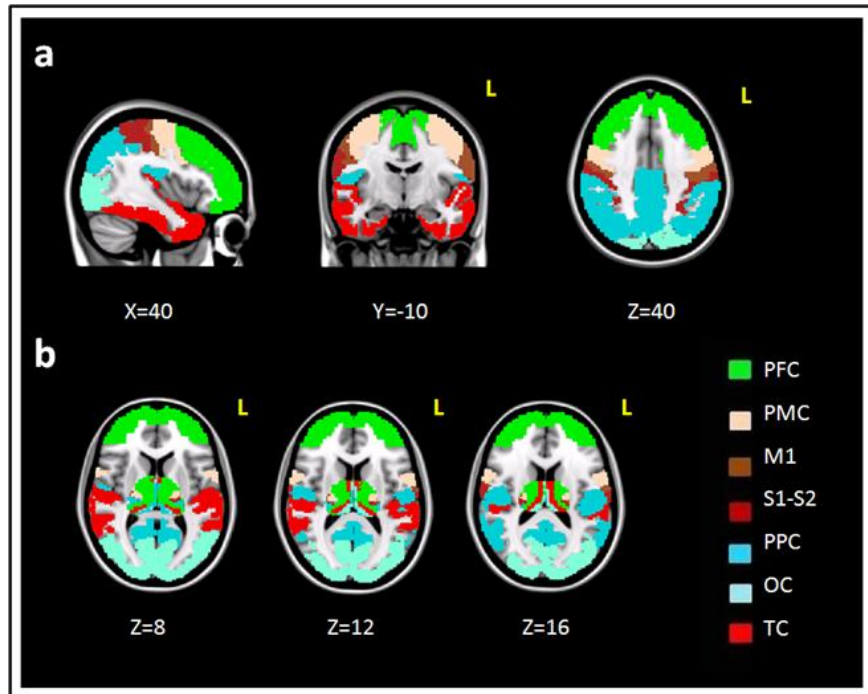 a
L
L
X=40
Y=-10
Z=40
b
L
L
L
PFC
PMC
M1
S1-S2
PPC
OC
TC
Z=8
Z=12
Z=16